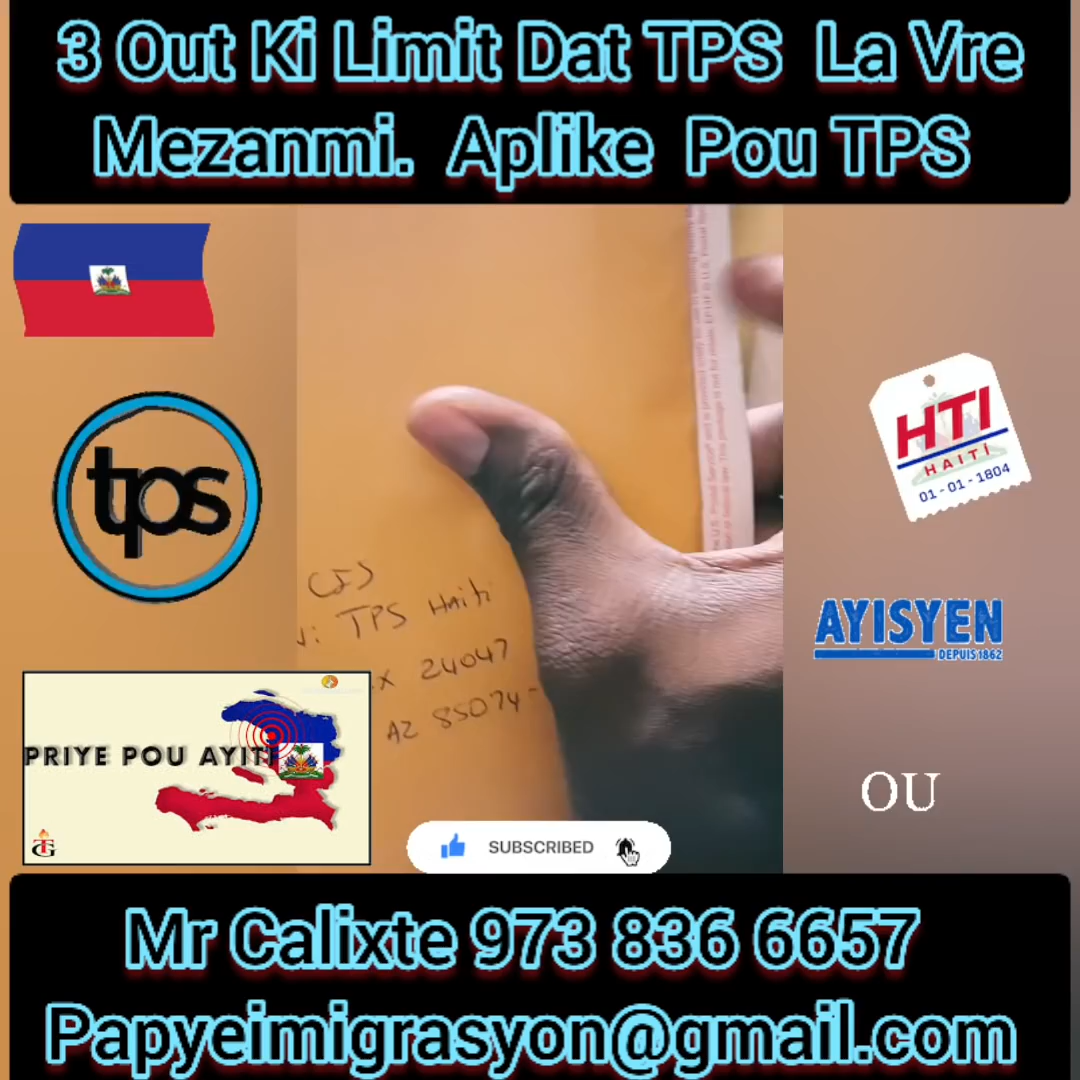 3 Out Ki Limit Dat TPS La Vre
Mezanmi. Aplike Pou TPS
tps
HTI
HAITI
01-01-1804
TPS Haiti
24047
AZ 85074-
AYISYEN
DEPUIS 1862
PRIYE POU AYITI
OU
SUBSCRIBED
Mr Calixte 973 836 6657
Papyeimigrasyon@gmail.com